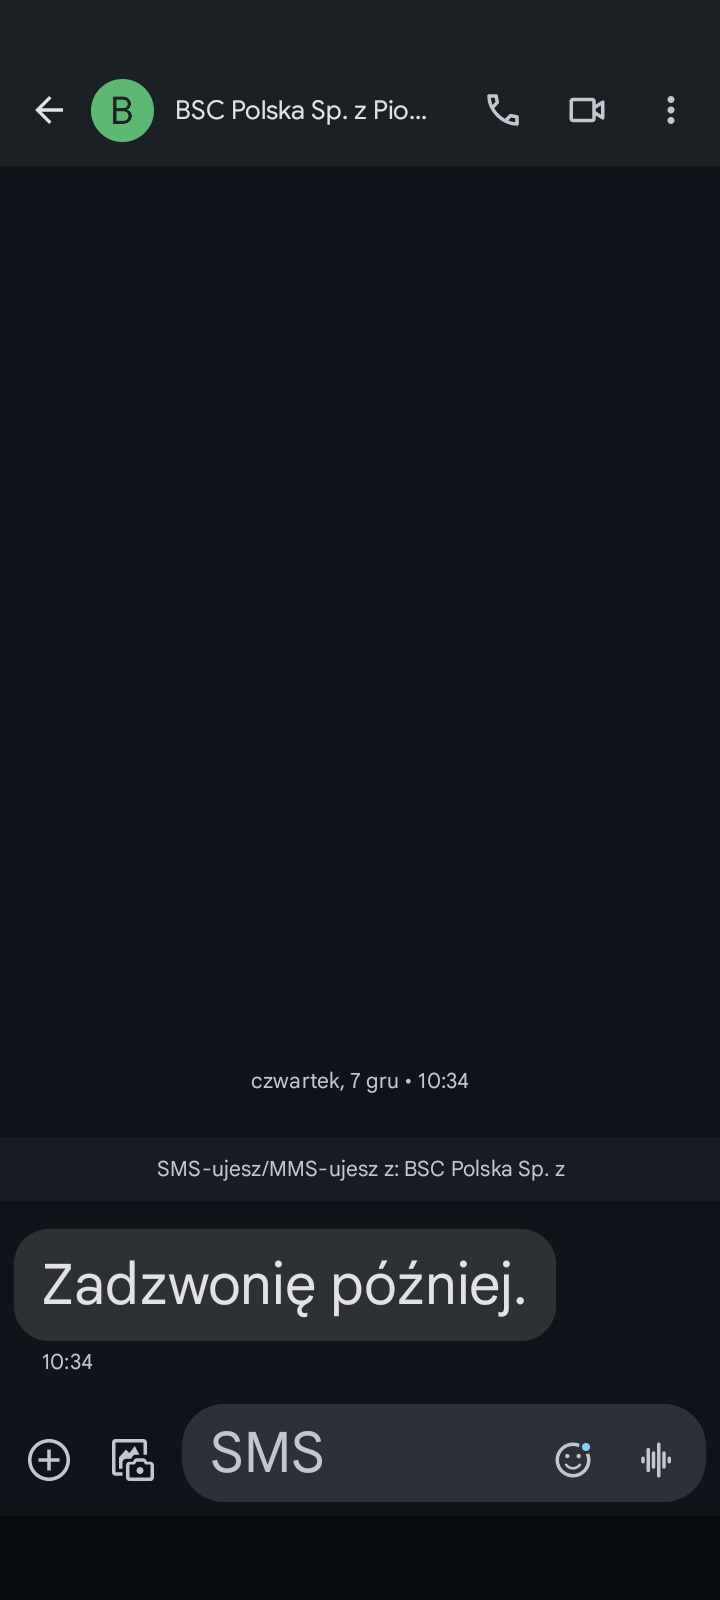 B
BSC Polska Sp. z Pio...
czwartek, 7 gru • 10:34
SMS-ujesz/MMS-ujesz z: BSC Polska Sp. z
Zadzwonię później.
10:34
SMS